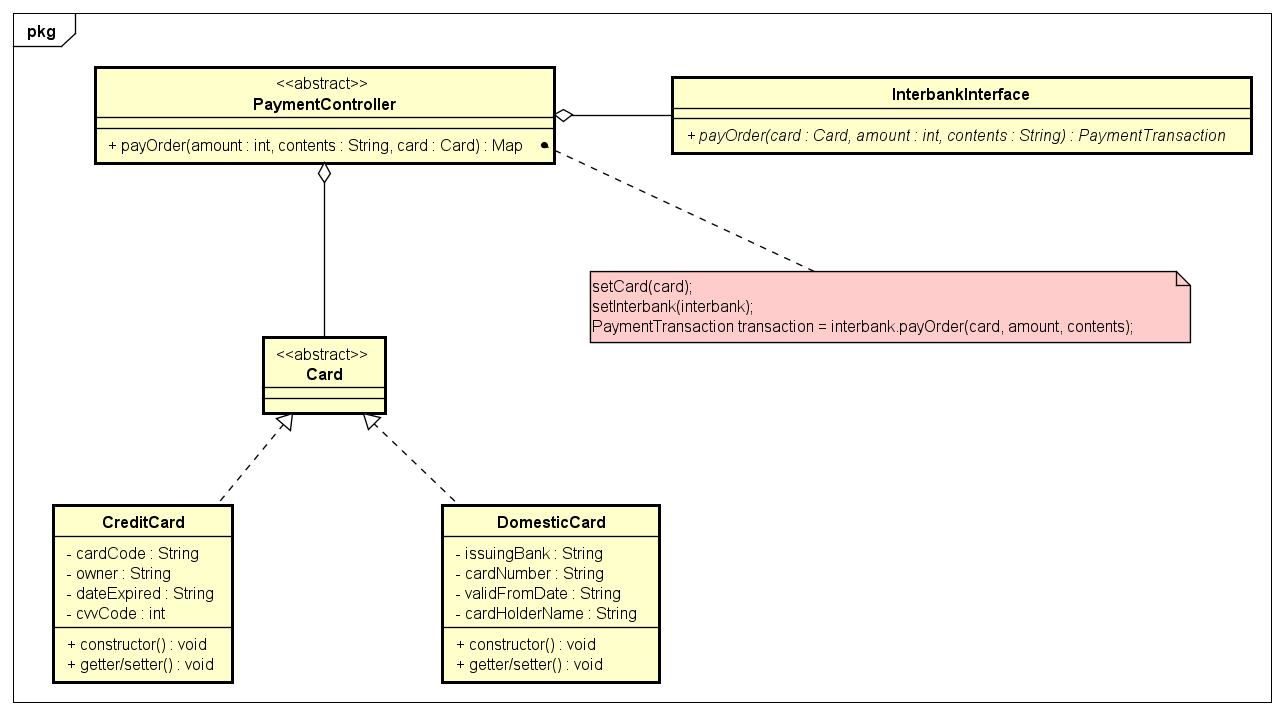 pkg
<<abstract>>
PaymentController
+ payOrder(amount : int, contents : String, card : Card) : Map
InterbankInterface
+ payOrder(card : Card, amount : int, contents : String) : PaymentTransaction
setCard(card);
setInterbank(interbank);
PaymentTransaction transaction = interbank.payOrder(card, amount, contents);
<<abstract>>
Card
CreditCard
- cardCode : String
- owner : String
- dateExpired : String
- cvvCode : int
+ constructor() : void
+ getter/setter() : void
DomesticCard
- issuingBank : String
- cardNumber : String
- validFromDate : String
- cardHolderName : String
+ constructor() : void
+ getter/setter() : void